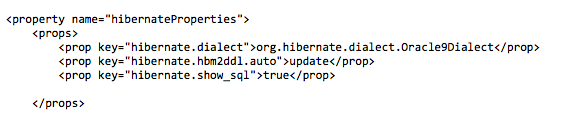 <property name="hibernateProperties">
<props>
<prop key="hibernate.dialect">org.hibernate.dialect.Oracle9Dialect</prop>
<prop key="hibernate.hbm2ddl.auto">update</prop>
<prop key="hibernate.show_sql">true</prop>
</props>